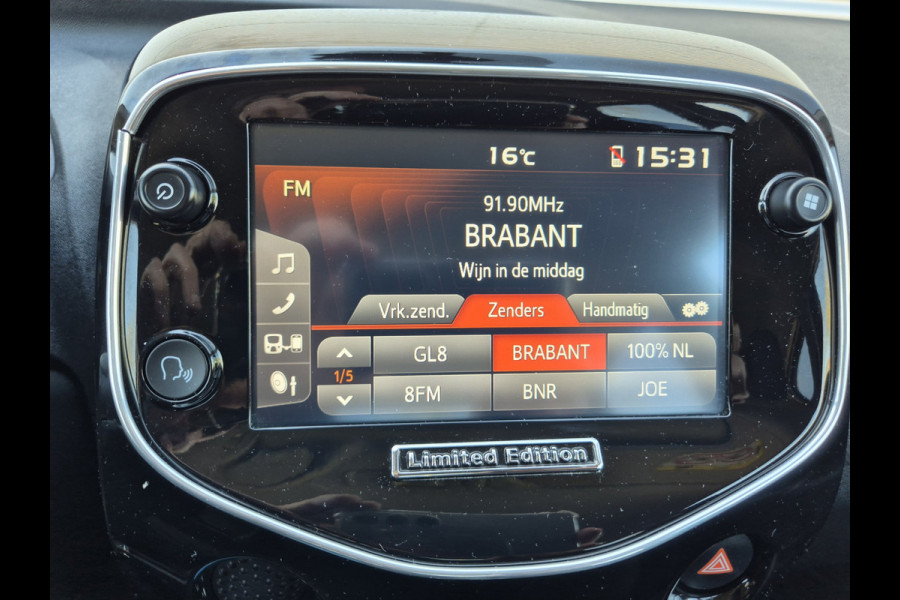 16℃ 15:31
FM
91.90MHz
BRABANT
Wijn in de middag
Vrk.zend. Zenders Handmatig
GL8 BRABANT 100% NL
1/5
8FM BNR JOE
Limited Edition